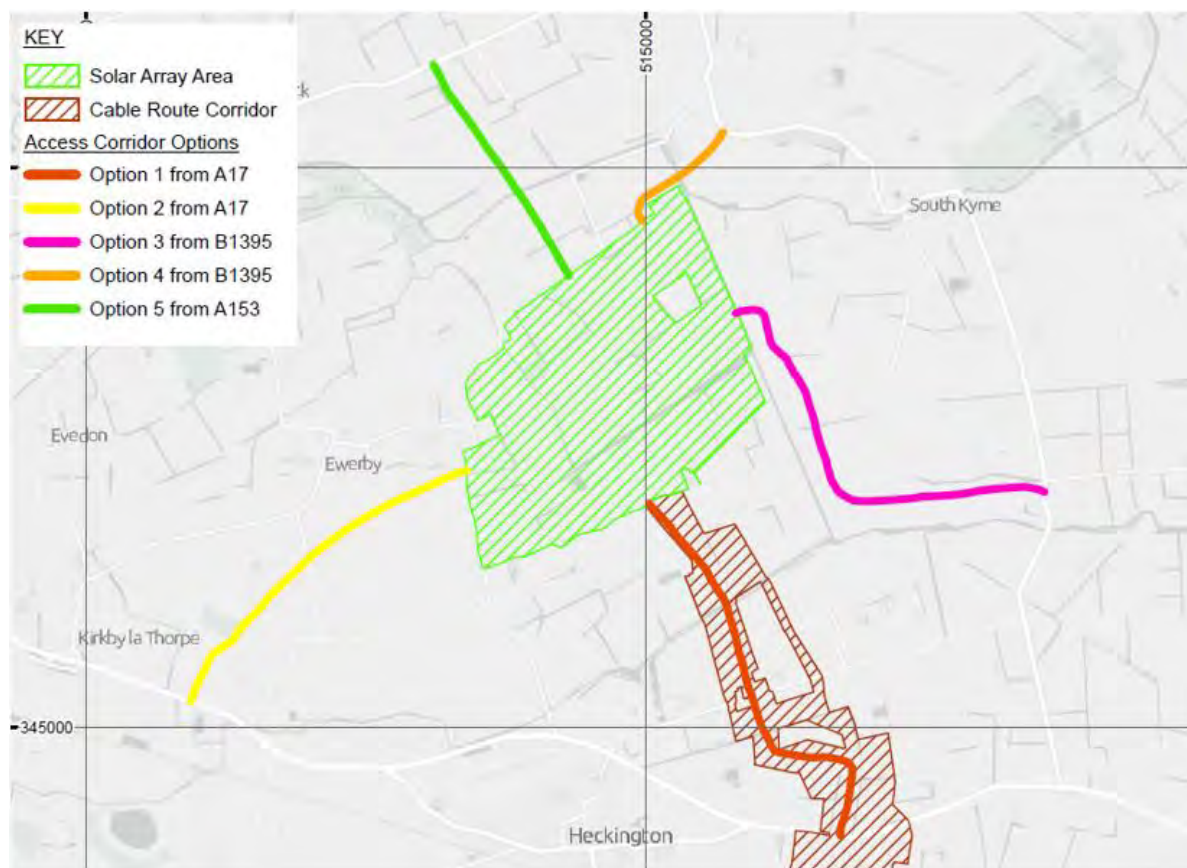 KEY
Solar Array Area
Cable Route Corridor
Access Corridor Options
Option 1 from A17
Option 2 from A17
Option 3 from B1395
Option 4 from B1395
Option 5 from A153
515000
South Kyme
Evedon
Ewerby
Kirkby la Thorpe
345000
Heckington